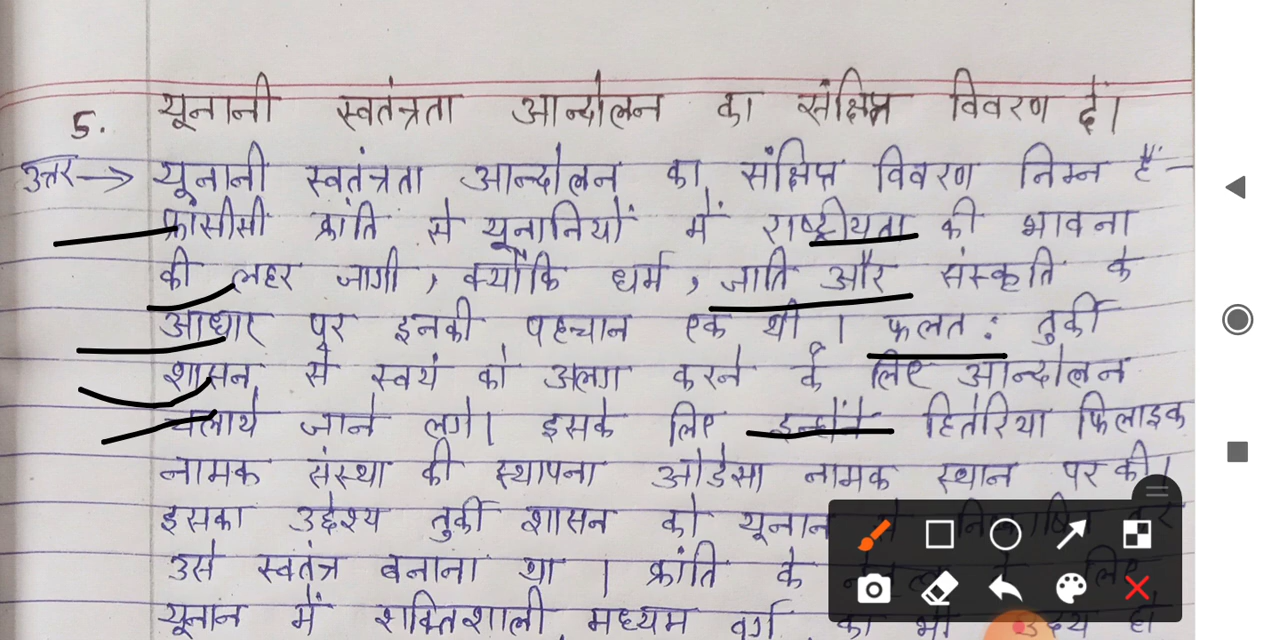 5. यूनानी स्वतंत्रता आन्दोलन का संक्षिप्त विवरण दें।
उत्तर → यूनानी स्वतंत्रता आन्दोलन का संक्षिप्त विवरण निम्न हैं-
फ्रांसीसी क्रांति से यूनानियों में राष्ट्रीयता की भावना
की लहर जागी, क्योंकि धर्म, जाति और संस्कृति के
आधार पर इनकी पहचान एक थी। फलत: तुर्की
शासन से स्वयं को अलग करने के लिए आन्दोलन
चलाये जाने लगे। इसके लिए इन्होंने हितेरिया फिलाइक
नामक संस्था की स्थापना ओडेसा नामक स्थान पर की।
इसका उद्देश्य तुर्की शासन को यूनान से
उसे स्वतंत्र बनाना था। क्रांति के लिए
यूनान में शक्तिशाली मध्यम वर्ग का भी उदय हो